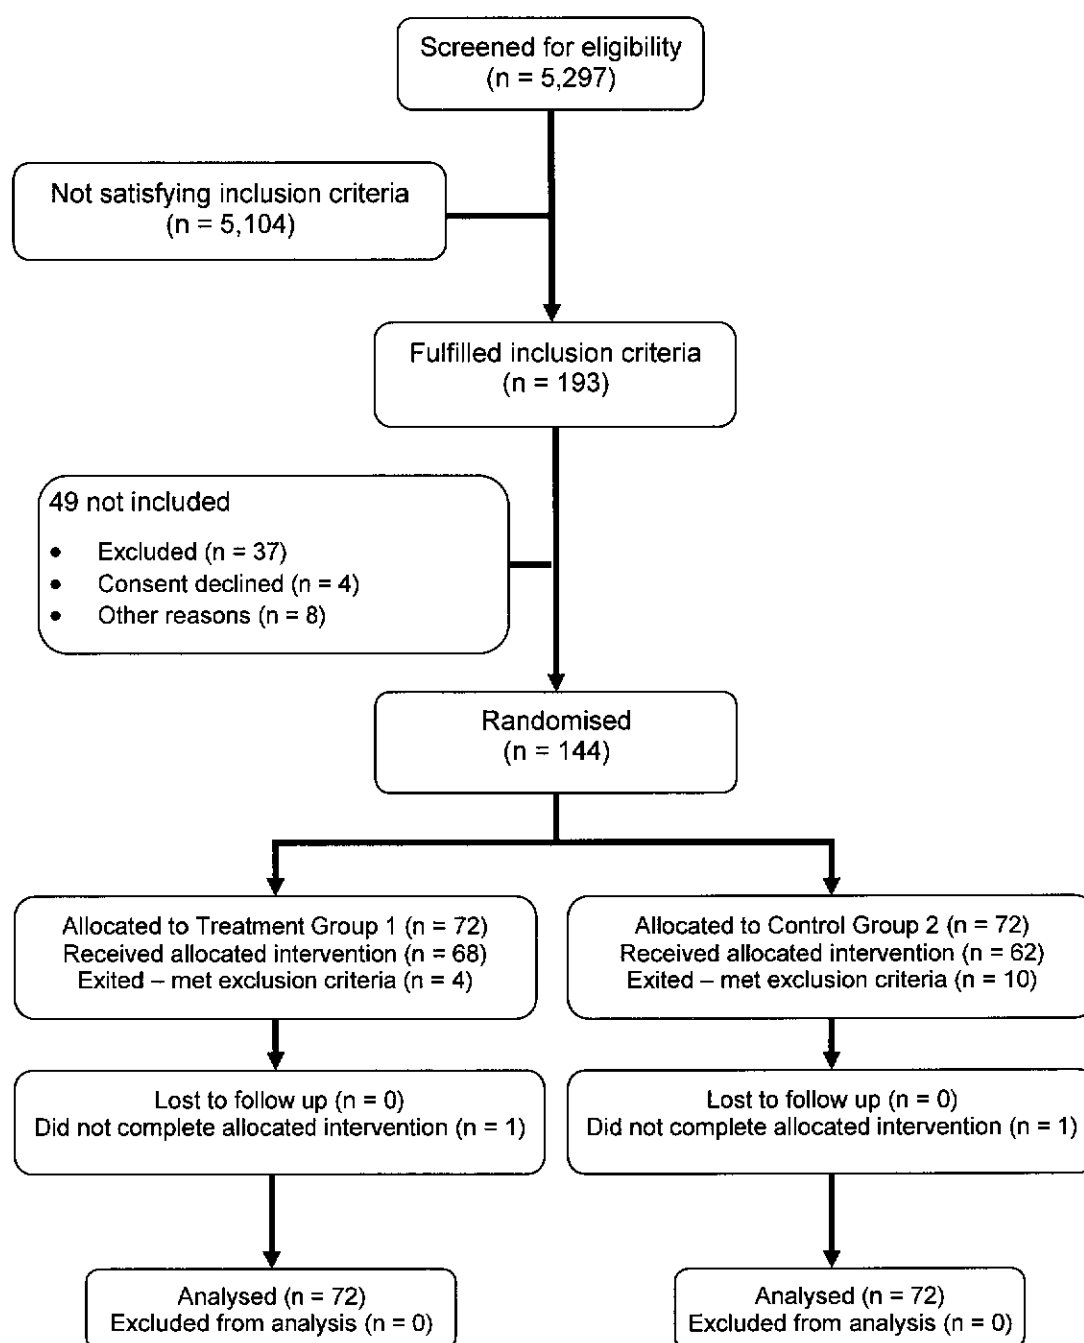 Screened for eligibility
(n = 5,297)
Not satisfying inclusion criteria
(n = 5,104)
Fulfilled inclusion criteria
(n = 193)
49 not included
• Excluded (n = 37)
• Consent declined (n = 4)
• Other reasons (n = 8)
Randomised
(n = 144)
Allocated to Treatment Group 1 (n = 72)
Received allocated intervention (n = 68)
Exited – met exclusion criteria (n = 4)
Allocated to Control Group 2 (n = 72)
Received allocated intervention (n = 62)
Exited – met exclusion criteria (n = 10)
Lost to follow up (n = 0)
Did not complete allocated intervention (n = 1)
Lost to follow up (n = 0)
Did not complete allocated intervention (n = 1)
Analysed (n = 72)
Excluded from analysis (n = 0)
Analysed (n = 72)
Excluded from analysis (n = 0)